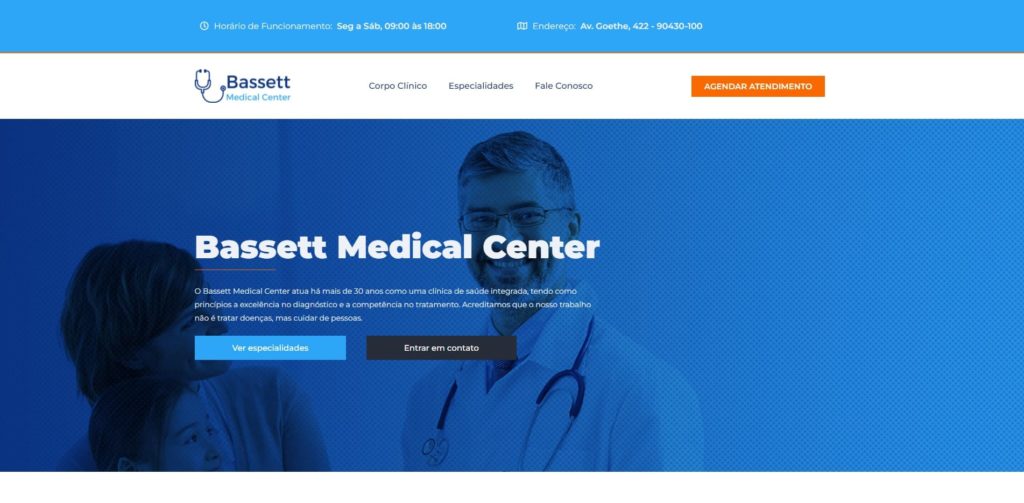 Horário de Funcionamento: Seg a Sáb, 09:00 às 18:00
Endereço: Av. Goethe, 422 - 90430-100
Bassett
Medical Center
Corpo Clínico
Especialidades
Fale Conosco
AGENDAR ATENDIMENTO
Bassett Medical Center
O Bassett Medical Center atua há mais de 30 anos como uma clínica de saúde integrada, tendo como
princípios a excelência no diagnóstico e a competência no tratamento. Acreditamos que o nosso trabalho
não é tratar doenças, mas cuidar de pessoas.
Ver especialidades
Entrar em contato